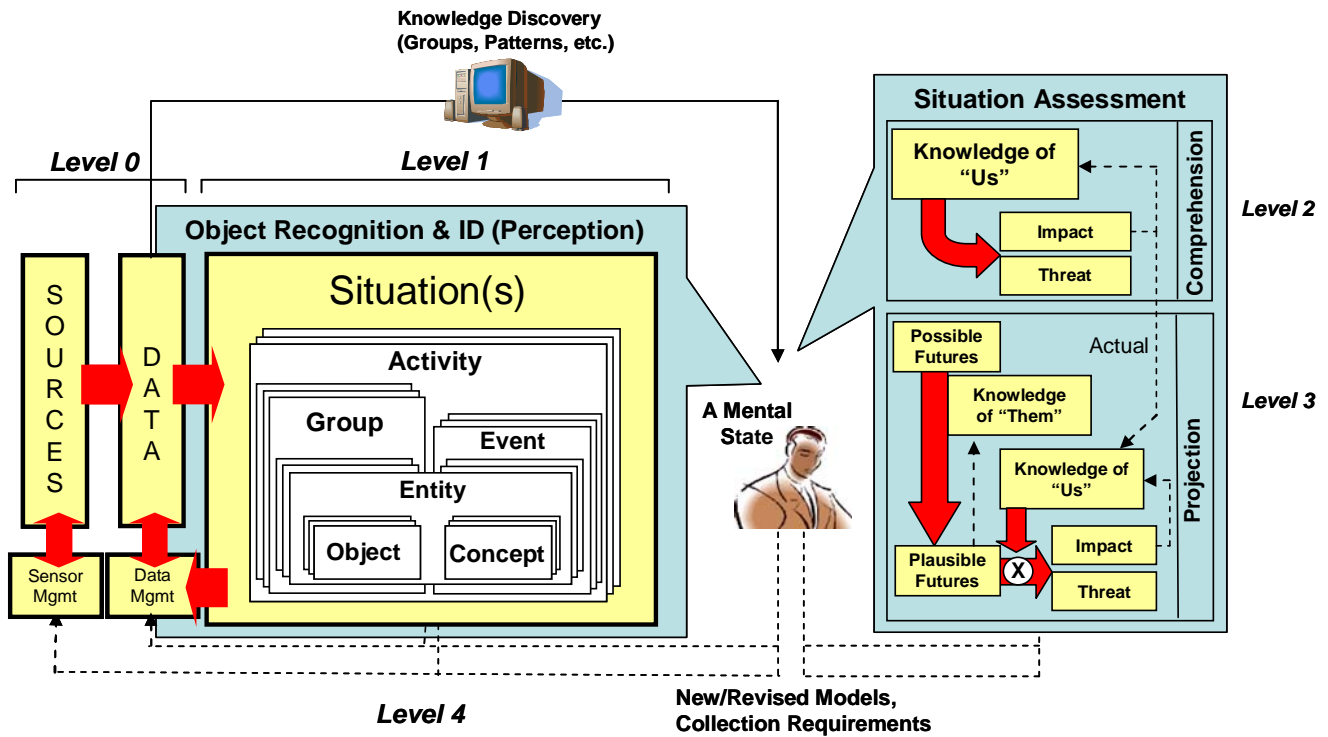 Knowledge Discovery
(Groups, Patterns, etc.)
Level 0
Level 1
Object Recognition & ID (Perception)
SOURCES
DATA
Situation(s)
Activity
Group
Event
Entity
Object
Concept
Sensor
Mgmt
Data
Mgmt
A Mental
State
Situation Assessment
Knowledge of
“Us”
Impact
Threat
Comprehension
Level 2
Possible
Futures
Actual
Knowledge
of “Them”
Level 3
Knowledge of
“Us”
Projection
Plausible
Futures
X
Impact
Threat
New/Revised Models,
Collection Requirements
Level 4